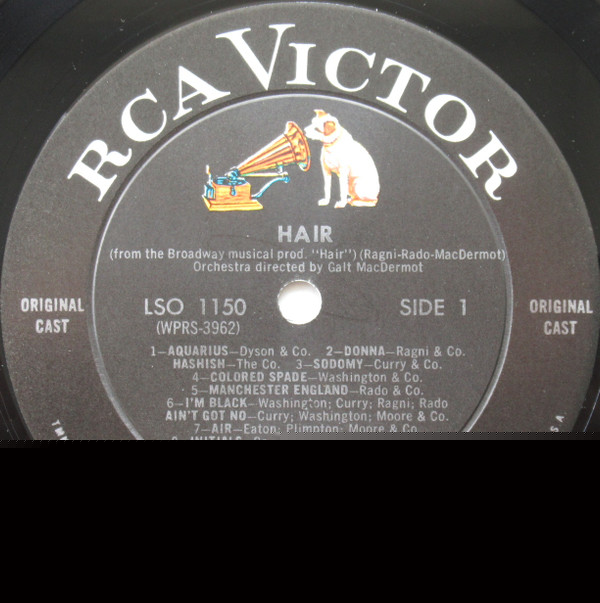 RCA VICTOR
HAIR
(from the Broadway musical prod. "Hair") (Ragni-Rado-MacDermot)
Orchestra directed by Galt MacDermot
ORIGINAL
CAST
LSO 1150
(WPRS-3962)
SIDE 1
ORIGINAL
CAST
1—AQUARIUS—Dyson & Co. 2—DONNA—Ragni & Co.
HASHISH—The Co. 3—SODOMY—Curry & Co.
4—COLORED SPADE—Washington & Co.
5—MANCHESTER ENGLAND—Rado & Co.
6—I'M BLACK—Washington; Curry; Ragni; Rado
AIN'T GOT NO—Curry; Washington; Moore & Co.
7—AIR—Eaton; Plimpton; Moore & Co.